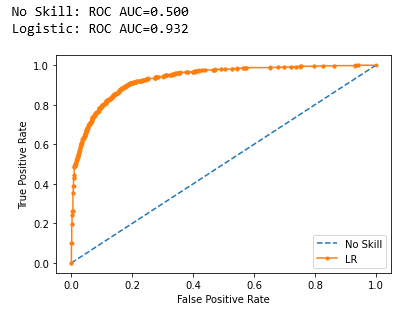 No Skill: ROC AUC=0.500
Logistic: ROC AUC=0.932
1.0
0.8
0.6
0.4
0.2
0.0
True Positive Rate
No Skill
LR
0.0 0.2 0.4 0.6 0.8 1.0
False Positive Rate